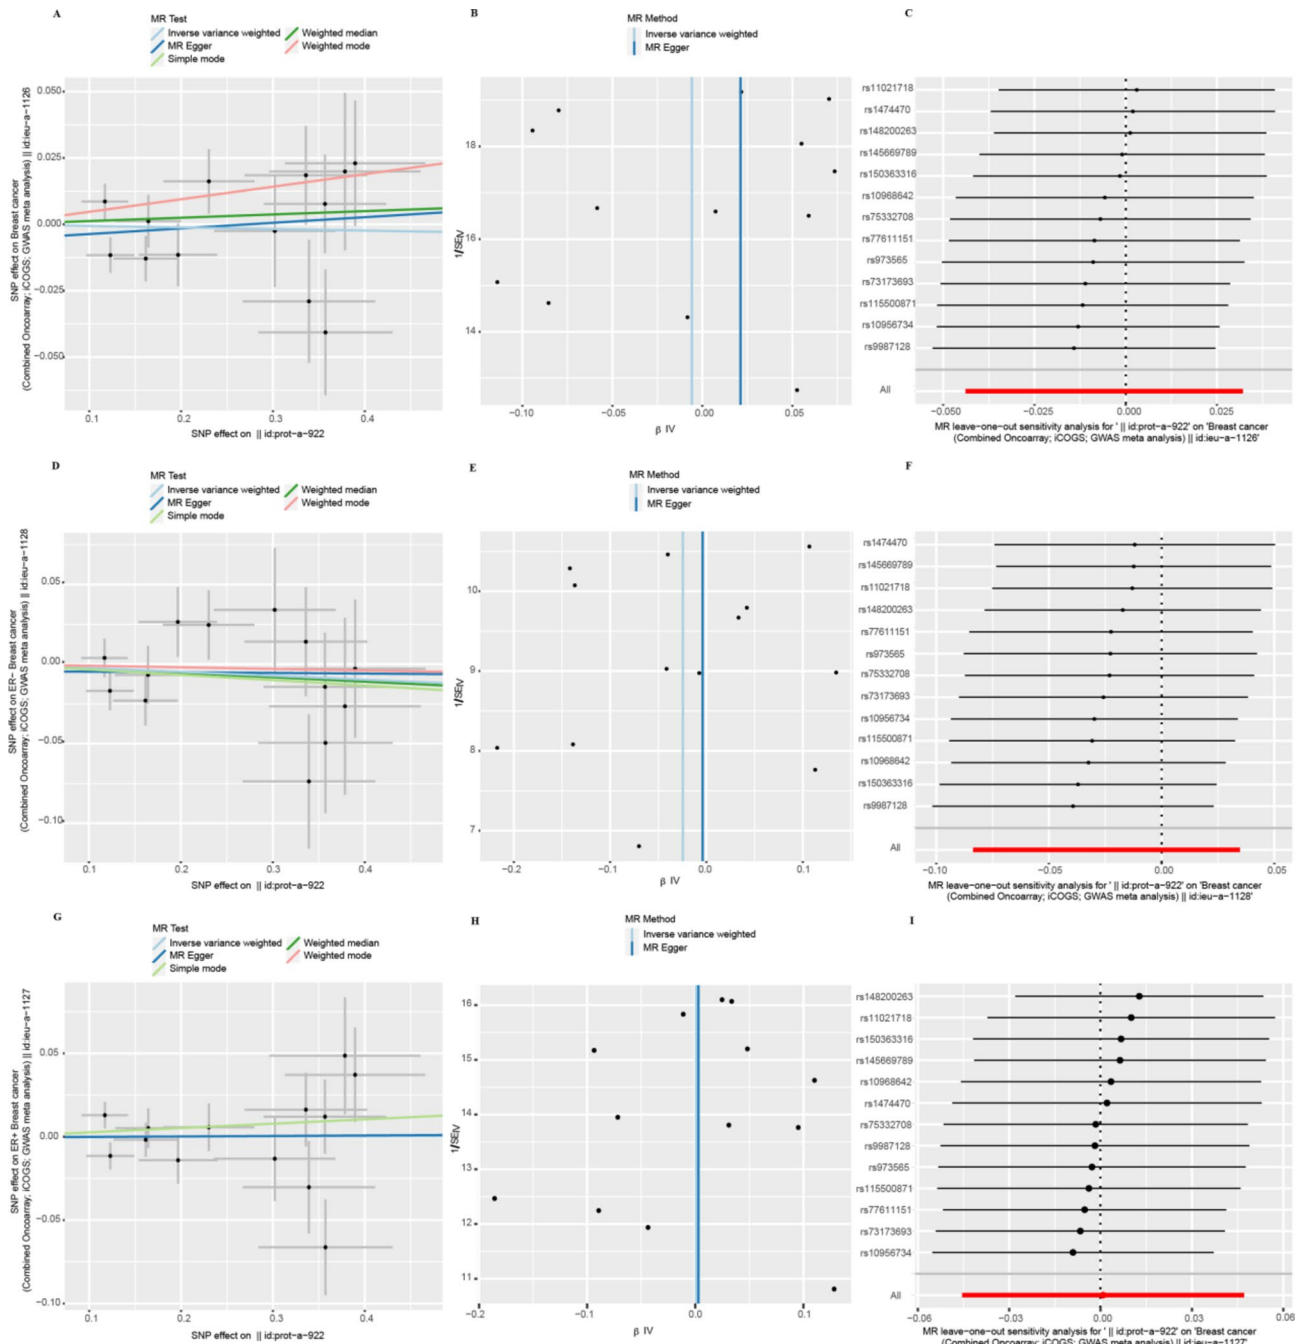 A
MR Test
Inverse variance weighted
Weighted median
MR Egger
Weighted mode
Simple mode
SNP effect on Breast cancer
(Combined Oncoarray; iCOGS; GWAS meta analysis) || id:ieu-a-1126
0.050
0.025
0.000
−0.025
−0.050
0.1
0.2
0.3
0.4
SNP effect on || id:prot-a-922
B
MR Method
Inverse variance weighted
MR Egger
1/SEIV
18
16
14
−0.10
−0.05
0.00
0.05
β IV
C
rs11021718
rs1474470
rs148200263
rs145669789
rs150363316
rs10968642
rs75332708
rs77611151
rs973565
rs73173693
rs115500871
rs10956734
rs9987128
All
−0.050
−0.025
0.000
0.025
MR leave−one−out sensitivity analysis for ' || id:prot−a−922' on 'Breast cancer
(Combined Oncoarray; iCOGS; GWAS meta analysis) || id:ieu−a−1126'
D
MR Test
Inverse variance weighted
Weighted median
MR Egger
Weighted mode
Simple mode
SNP effect on ER− Breast cancer
(Combined Oncoarray; iCOGS; GWAS meta analysis) || id:ieu−a−1128
0.05
0.00
−0.05
−0.10
0.1
0.2
0.3
0.4
SNP effect on || id:prot−a−922
E
MR Method
Inverse variance weighted
MR Egger
1/SEIV
10
9
8
7
−0.2
−0.1
0.0
0.1
β IV
F
rs1474470
rs145669789
rs11021718
rs148200263
rs77611151
rs973565
rs75332708
rs73173693
rs10956734
rs115500871
rs10968642
rs150363316
rs9987128
All
−0.10
−0.05
0.00
0.05
MR leave−one−out sensitivity analysis for ' || id:prot−a−922' on 'Breast cancer
(Combined Oncoarray; iCOGS; GWAS meta analysis) || id:ieu−a−1128'
G
MR Test
Inverse variance weighted
Weighted median
MR Egger
Weighted mode
Simple mode
SNP effect on ER+ Breast cancer
(Combined Oncoarray; iCOGS; GWAS meta analysis) || id:ieu−a−1127
0.05
0.00
−0.05
−0.10
0.1
0.2
0.3
0.4
SNP effect on || id:prot−a−922
H
MR Method
Inverse variance weighted
MR Egger
1/SEIV
16
15
14
13
12
11
−0.2
−0.1
0.0
0.1
β IV
I
rs148200263
rs11021718
rs150363316
rs145669789
rs10968642
rs1474470
rs75332708
rs9987128
rs973565
rs115500871
rs77611151
rs73173693
rs10956734
All
−0.06
−0.03
0.00
0.03
0.06
MR leave−one−out sensitivity analysis for ' || id:prot−a−922' on 'Breast cancer
(Combined Oncoarray; iCOGS; GWAS meta analysis) || id:ieu−a−1127'